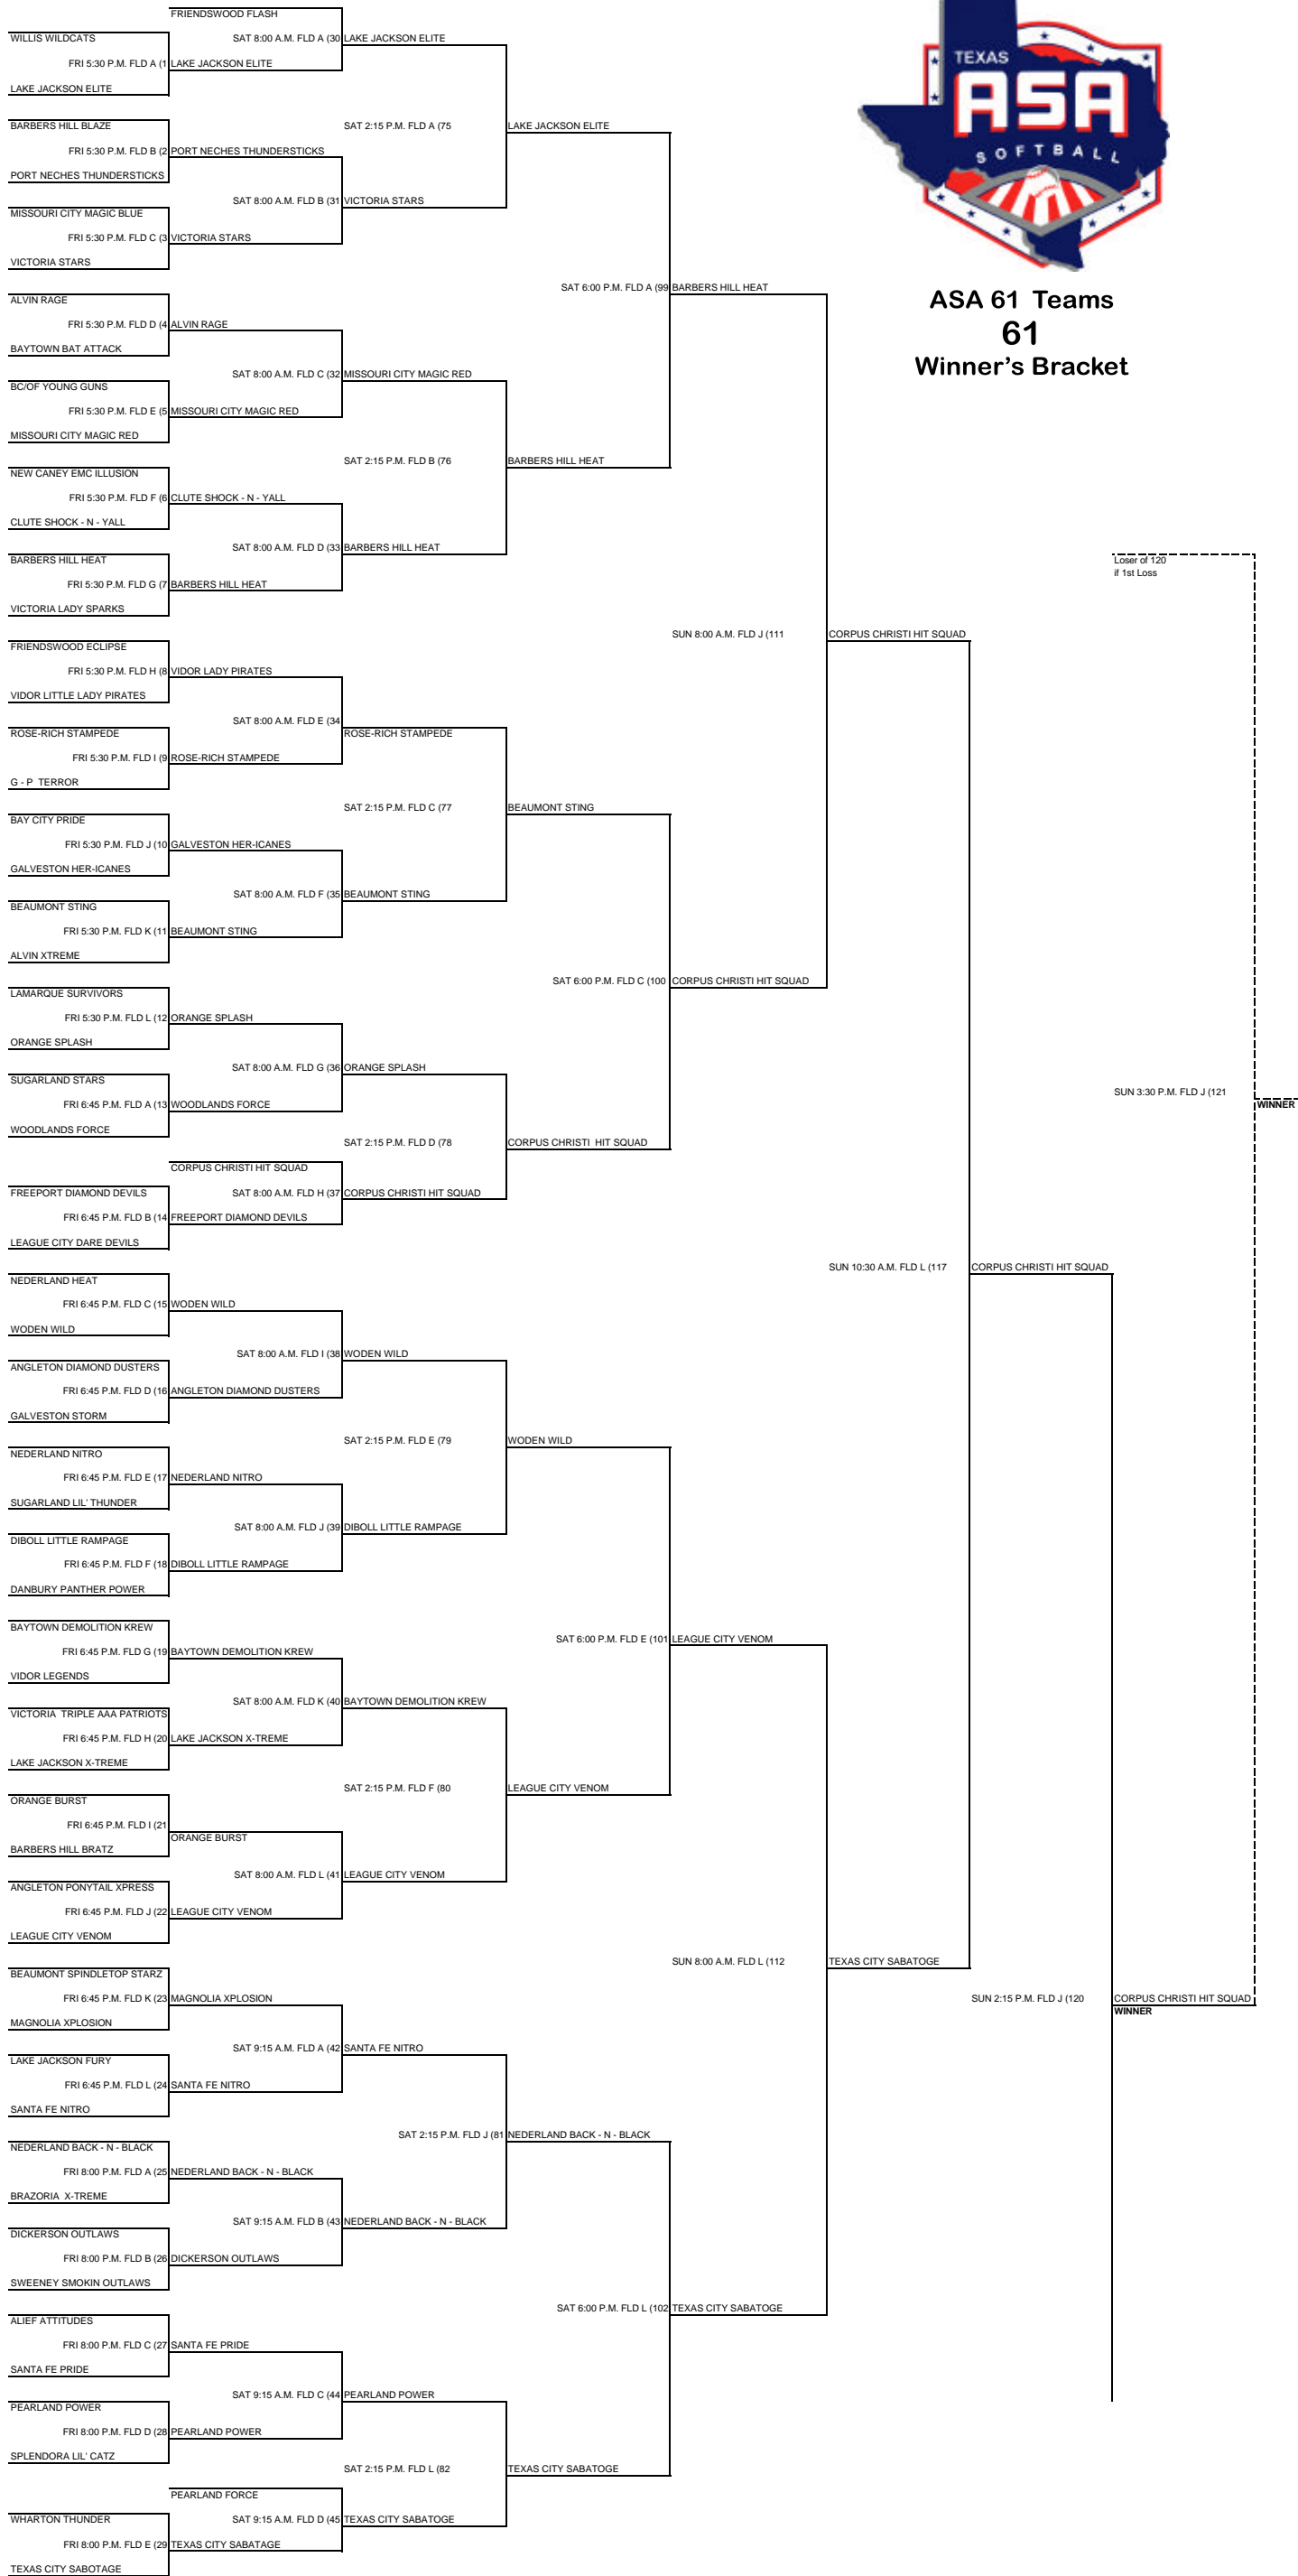 FRIENDSWOOD FLASH
WILLIS WILDCATS
SAT 8:00 A.M. FLD A (30 LAKE JACKSON ELITE
FRI 5:30 P.M. FLD A (1 LAKE JACKSON ELITE
LAKE JACKSON ELITE
TEXAS
ASA
SOFTBALL
BARBERS HILL BLAZE
SAT 2:15 P.M. FLD A (75 LAKE JACKSON ELITE
FRI 5:30 P.M. FLD B (2 PORT NECHES THUNDERSTICKS
PORT NECHES THUNDERSTICKS
SAT 8:00 A.M. FLD B (31 VICTORIA STARS
MISSOURI CITY MAGIC BLUE
FRI 5:30 P.M. FLD C (3 VICTORIA STARS
VICTORIA STARS
SAT 6:00 P.M. FLD A (99 BARBERS HILL HEAT
ASA 61 Teams
61
Winner's Bracket
ALVIN RAGE
FRI 5:30 P.M. FLD D (4 ALVIN RAGE
BAYTOWN BAT ATTACK
SAT 8:00 A.M. FLD C (32 MISSOURI CITY MAGIC RED
BC/OF YOUNG GUNS
FRI 5:30 P.M. FLD E (5 MISSOURI CITY MAGIC RED
MISSOURI CITY MAGIC RED
SAT 2:15 P.M. FLD B (76 BARBERS HILL HEAT
NEW CANEY EMC ILLUSION
FRI 5:30 P.M. FLD F (6 CLUTE SHOCK - N - YALL
CLUTE SHOCK - N - YALL
SAT 8:00 A.M. FLD D (33 BARBERS HILL HEAT
BARBERS HILL HEAT
Loser of 120
if 1st Loss
FRI 5:30 P.M. FLD G (7 BARBERS HILL HEAT
VICTORIA LADY SPARKS
SUN 8:00 A.M. FLD J (111 CORPUS CHRISTI HIT SQUAD
FRIENDSWOOD ECLIPSE
FRI 5:30 P.M. FLD H (8 VIDOR LADY PIRATES
VIDOR LITTLE LADY PIRATES
SAT 8:00 A.M. FLD E (34
ROSE-RICH STAMPEDE
ROSE-RICH STAMPEDE
FRI 5:30 P.M. FLD I (9 ROSE-RICH STAMPEDE
G - P TERROR
SAT 2:15 P.M. FLD C (77 BEAUMONT STING
BAY CITY PRIDE
FRI 5:30 P.M. FLD J (10 GALVESTON HER-ICANES
GALVESTON HER-ICANES
SAT 8:00 A.M. FLD F (35 BEAUMONT STING
BEAUMONT STING
FRI 5:30 P.M. FLD K (11 BEAUMONT STING
ALVIN XTREME
SAT 6:00 P.M. FLD C (100 CORPUS CHRISTI HIT SQUAD
LAMARQUE SURVIVORS
FRI 5:30 P.M. FLD L (12 ORANGE SPLASH
ORANGE SPLASH
SAT 8:00 A.M. FLD G (36 ORANGE SPLASH
SUGARLAND STARS
SUN 3:30 P.M. FLD J (121
WINNER
FRI 6:45 P.M. FLD A (13 WOODLANDS FORCE
WOODLANDS FORCE
SAT 2:15 P.M. FLD D (78 CORPUS CHRISTI HIT SQUAD
CORPUS CHRISTI HIT SQUAD
FREEPORT DIAMOND DEVILS
SAT 8:00 A.M. FLD H (37 CORPUS CHRISTI HIT SQUAD
FRI 6:45 P.M. FLD B (14 FREEPORT DIAMOND DEVILS
LEAGUE CITY DARE DEVILS
SUN 10:30 A.M. FLD L (117 CORPUS CHRISTI HIT SQUAD
NEDERLAND HEAT
FRI 6:45 P.M. FLD C (15 WODEN WILD
WODEN WILD
SAT 8:00 A.M. FLD I (38 WODEN WILD
ANGLETON DIAMOND DUSTERS
FRI 6:45 P.M. FLD D (16 ANGLETON DIAMOND DUSTERS
GALVESTON STORM
SAT 2:15 P.M. FLD E (79 WODEN WILD
NEDERLAND NITRO
FRI 6:45 P.M. FLD E (17 NEDERLAND NITRO
SUGARLAND LIL' THUNDER
SAT 8:00 A.M. FLD J (39 DIBOLL LITTLE RAMPAGE
DIBOLL LITTLE RAMPAGE
FRI 6:45 P.M. FLD F (18 DIBOLL LITTLE RAMPAGE
DANBURY PANTHER POWER
BAYTOWN DEMOLITION KREW
SAT 6:00 P.M. FLD E (101 LEAGUE CITY VENOM
FRI 6:45 P.M. FLD G (19 BAYTOWN DEMOLITION KREW
VIDOR LEGENDS
SAT 8:00 A.M. FLD K (40 BAYTOWN DEMOLITION KREW
VICTORIA TRIPLE AAA PATRIOTS
FRI 6:45 P.M. FLD H (20 LAKE JACKSON X-TREME
LAKE JACKSON X-TREME
SAT 2:15 P.M. FLD F (80 LEAGUE CITY VENOM
ORANGE BURST
FRI 6:45 P.M. FLD I (21
ORANGE BURST
BARBERS HILL BRATZ
SAT 8:00 A.M. FLD L (41 LEAGUE CITY VENOM
ANGLETON PONYTAIL XPRESS
FRI 6:45 P.M. FLD J (22 LEAGUE CITY VENOM
LEAGUE CITY VENOM
SUN 8:00 A.M. FLD L (112 TEXAS CITY SABATOGE
BEAUMONT SPINDLETOP STARZ
FRI 6:45 P.M. FLD K (23 MAGNOLIA XPLOSION
SUN 2:15 P.M. FLD J (120 CORPUS CHRISTI HIT SQUAD
WINNER
MAGNOLIA XPLOSION
SAT 9:15 A.M. FLD A (42 SANTA FE NITRO
LAKE JACKSON FURY
FRI 6:45 P.M. FLD L (24 SANTA FE NITRO
SANTA FE NITRO
SAT 2:15 P.M. FLD J (81 NEDERLAND BACK - N - BLACK
NEDERLAND BACK - N - BLACK
FRI 8:00 P.M. FLD A (25 NEDERLAND BACK - N - BLACK
BRAZORIA X-TREME
SAT 9:15 A.M. FLD B (43 NEDERLAND BACK - N - BLACK
DICKERSON OUTLAWS
FRI 8:00 P.M. FLD B (26 DICKERSON OUTLAWS
SWEENEY SMOKIN OUTLAWS
SAT 6:00 P.M. FLD L (102 TEXAS CITY SABATOGE
ALIEF ATTITUDES
FRI 8:00 P.M. FLD C (27 SANTA FE PRIDE
SANTA FE PRIDE
SAT 9:15 A.M. FLD C (44 PEARLAND POWER
PEARLAND POWER
FRI 8:00 P.M. FLD D (28 PEARLAND POWER
SPLENDORA LIL' CATZ
SAT 2:15 P.M. FLD L (82 TEXAS CITY SABATOGE
PEARLAND FORCE
WHARTON THUNDER
SAT 9:15 A.M. FLD D (45 TEXAS CITY SABATOGE
FRI 8:00 P.M. FLD E (29 TEXAS CITY SABATAGE
TEXAS CITY SABOTAGE